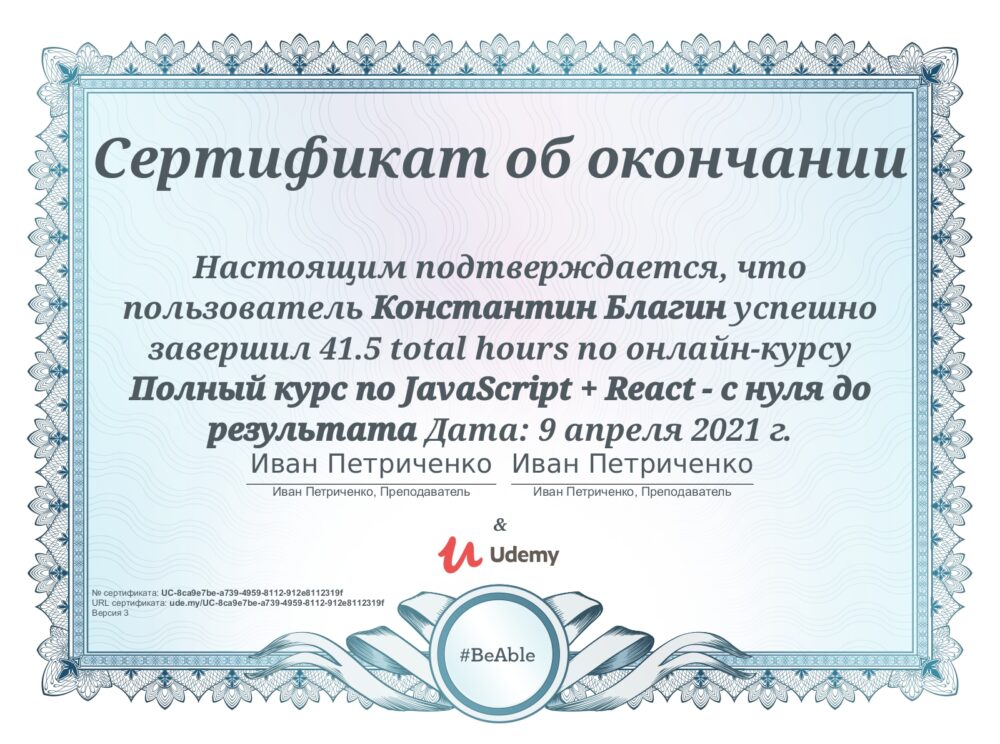 Сертификат об окончании
Настоящим подтверждается, что
пользователь Константин Благин успешно
завершил 41.5 total hours по онлайн-курсу
Полный курс по JavaScript + React - с нуля до
результата Дата: 9 апреля 2021 г.
Иван Петриченко Иван Петриченко
Иван Петриченко, Преподаватель Иван Петриченко, Преподаватель
&
Udemy
№ сертификата: UC-8ca9e7be-a739-4959-8112-912e8112319f
URL сертификата: ude.my/UC-8ca9e7be-a739-4959-8112-912e8112319f
Версия 3
#BeAble